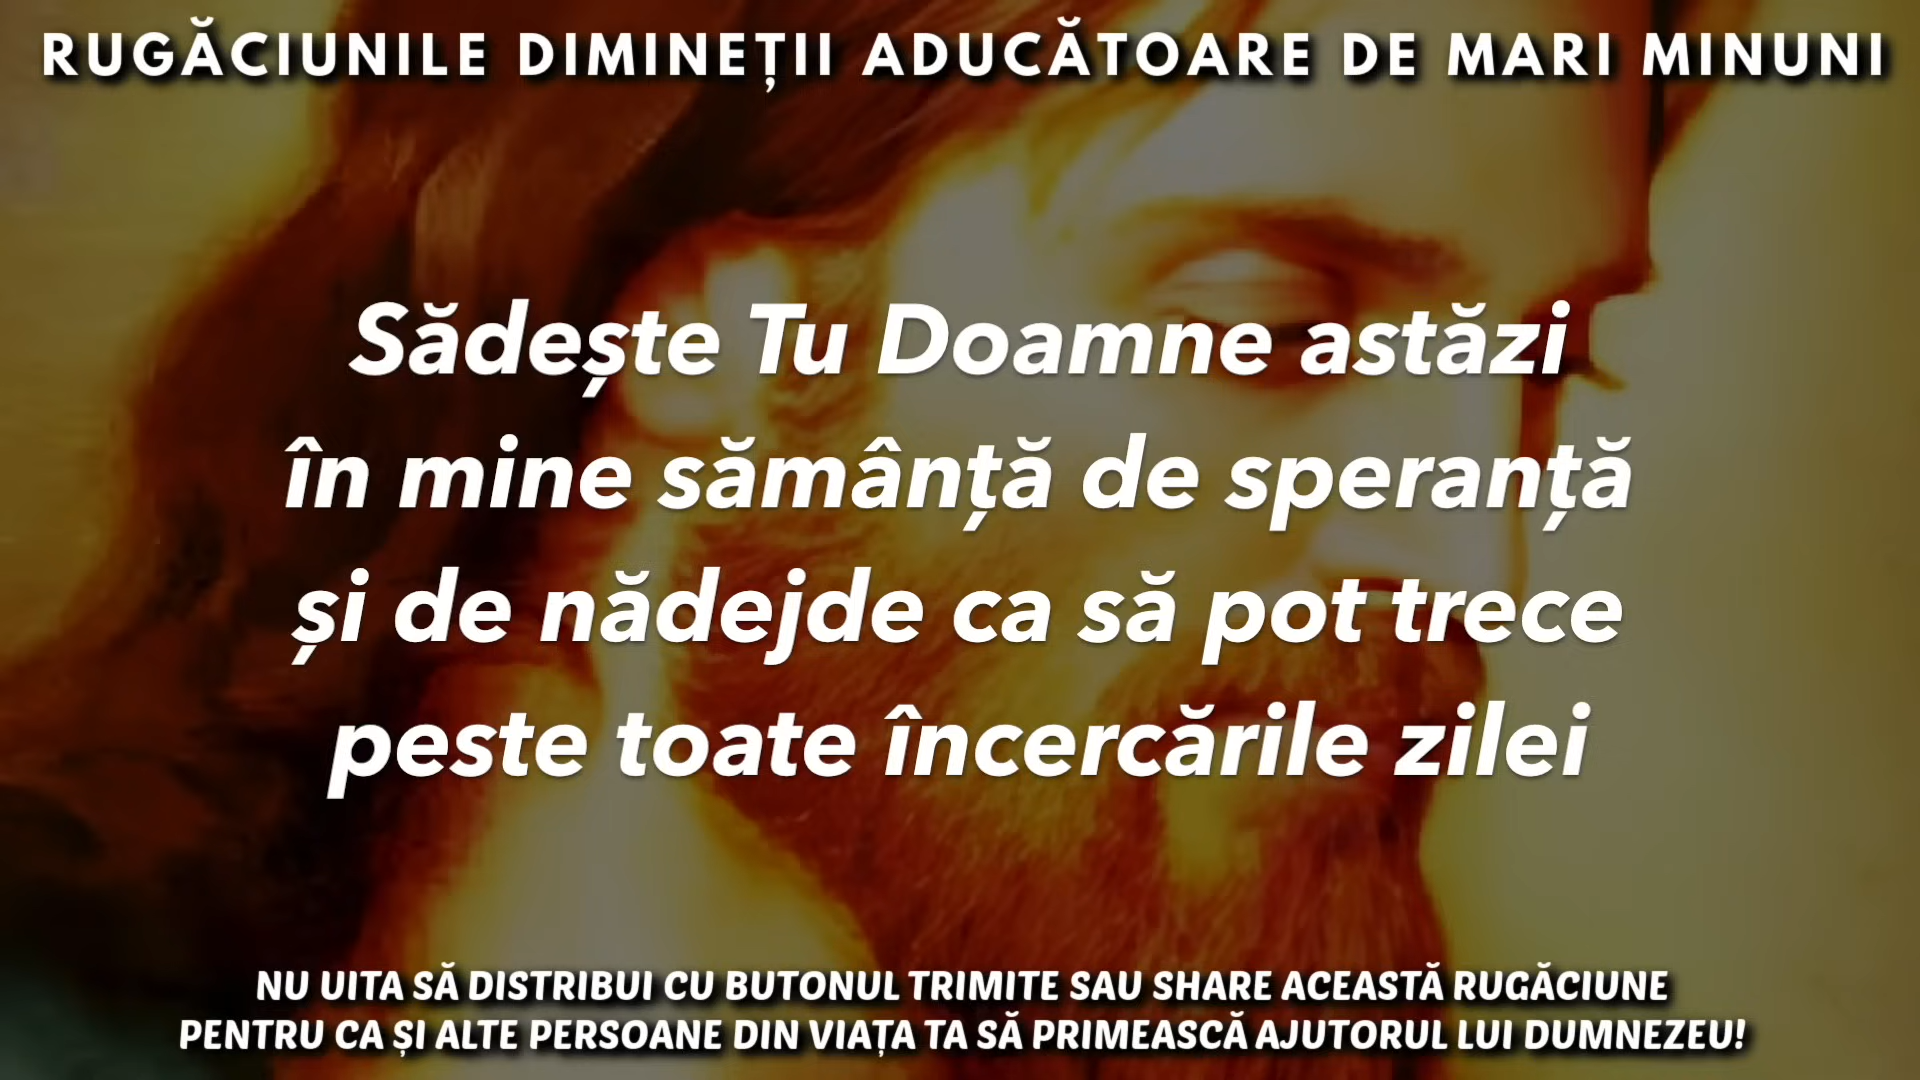 RUGĂCIUNILE DIMINEȚII ADUCĂTOARE DE MARI MINUNI
Sădește Tu Doamne astăzi
în mine sămânță de speranță
și de nădejde ca să pot trece
peste toate încercările zilei
NU UITA SĂ DISTRIBUI CU BUTONUL TRIMITE SAU SHARE ACEASTĂ RUGĂCIUNE
PENTRU CA ȘI ALTE PERSOANE DIN VIAȚA TA SĂ PRIMEASCĂ AJUTORUL LUI DUMNEZEU!